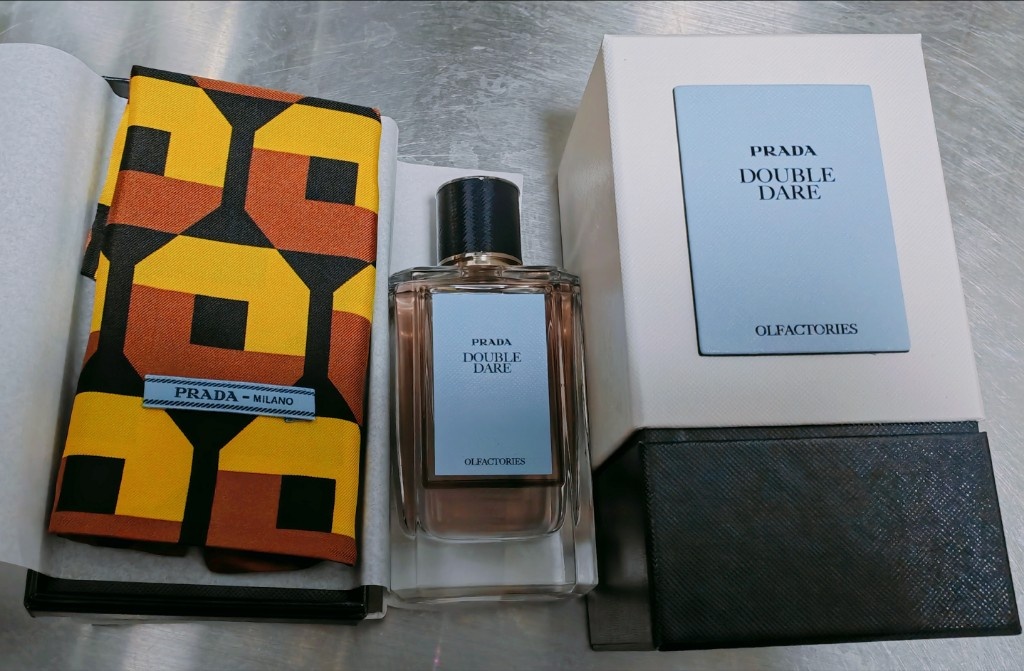 PRADA - MILANO
PRADA
DOUBLE
DARE
OLFACTORIES
PRADA
DOUBLE
DARE
OLFACTORIES